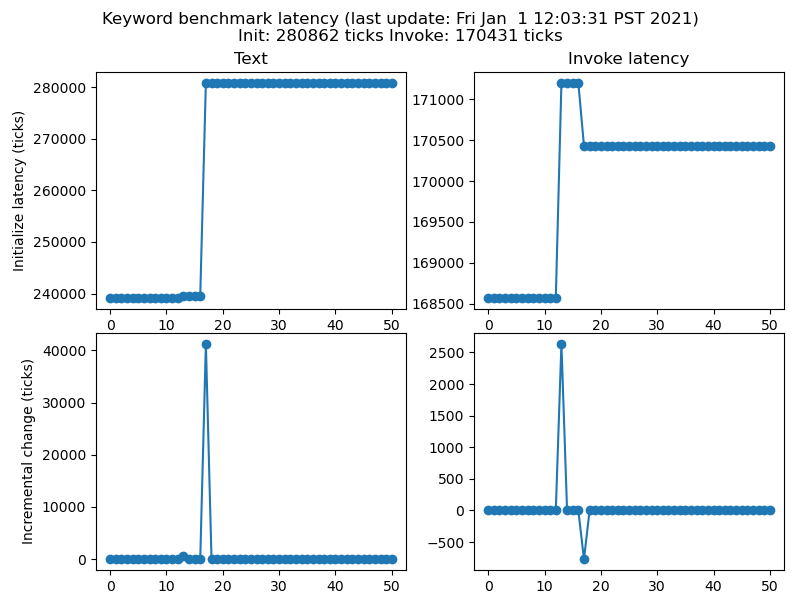 Keyword benchmark latency (last update: Fri Jan  1 12:03:31 PST 2021)
Init: 280862 ticks Invoke: 170431 ticks
Text
Invoke latency
Initialize latency (ticks)
280000
270000
260000
250000
240000
0 10 20 30 40 50
171000
170500
170000
169500
169000
168500
0 10 20 30 40 50
Incremental change (ticks)
40000
30000
20000
10000
0
0 10 20 30 40 50
2500
2000
1500
1000
500
0
−500
0 10 20 30 40 50